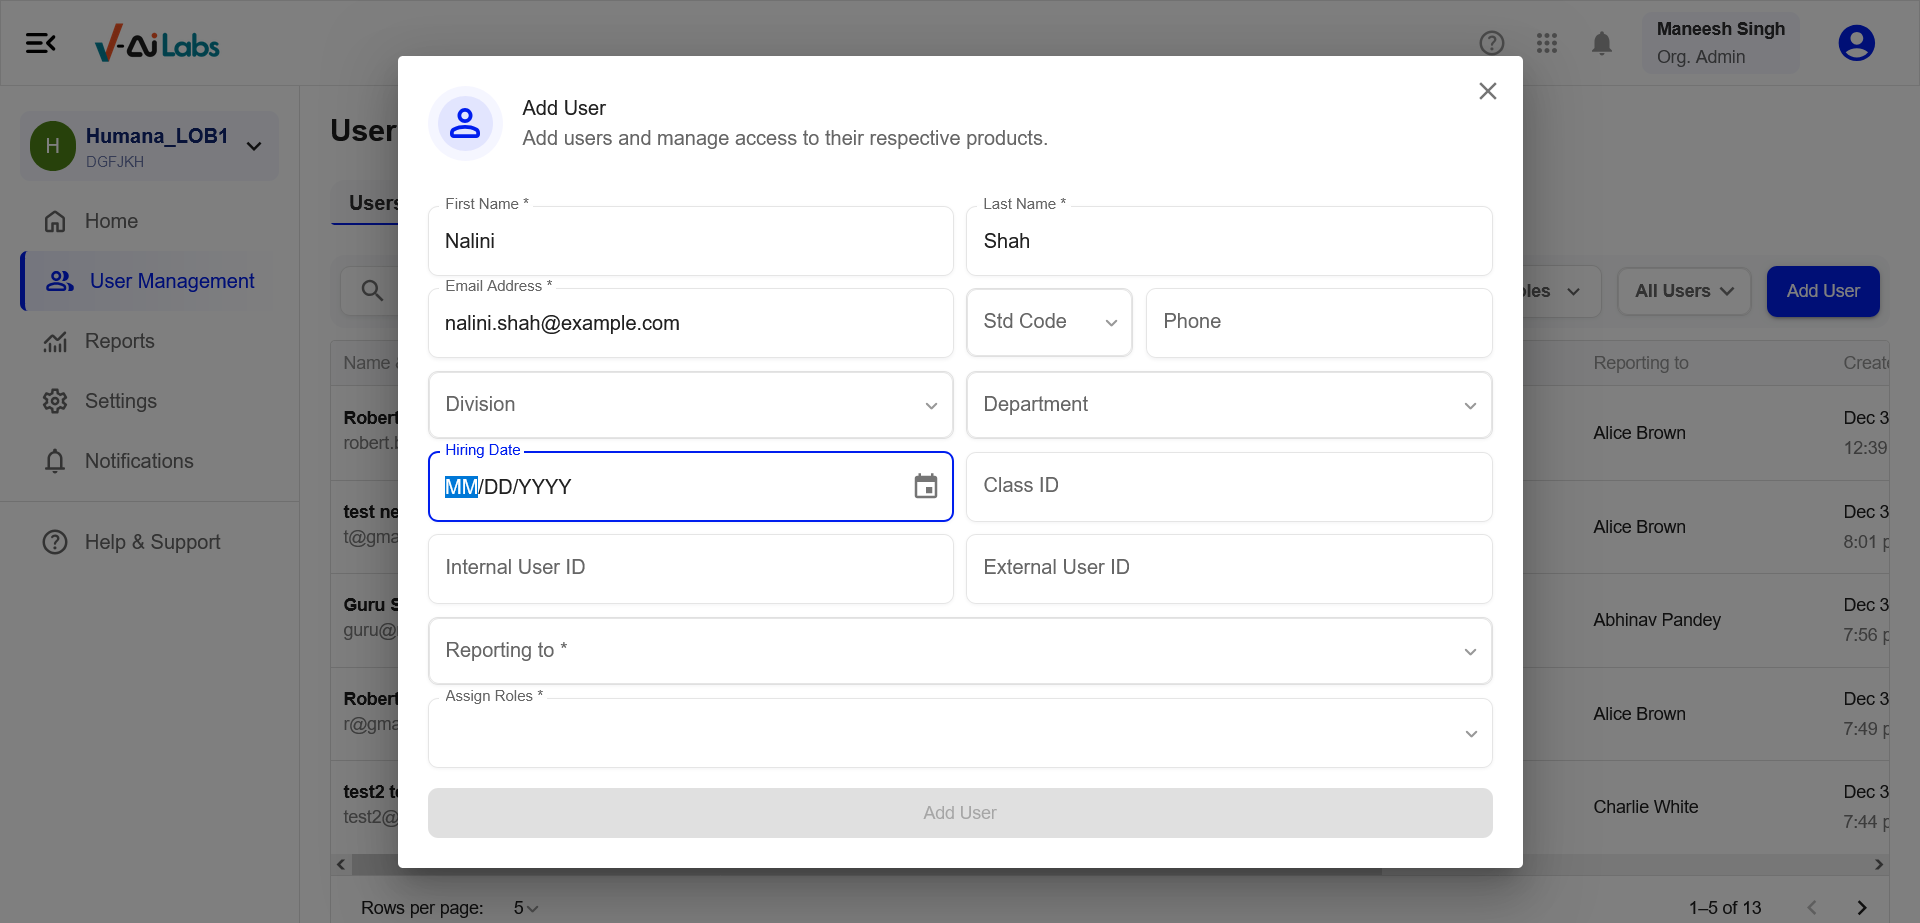 V-Ai Labs
Maneesh Singh
Org. Admin
H
Humana_LOB1
DGFJKH
Home
User Management
Reports
Settings
Notifications
Help & Support
User
Users
Add User
Add users and manage access to their respective products.
First Name *
Nalini
Last Name *
Shah
Email Address *
nalini.shah@example.com
Std Code
Phone
Division
Department
Hiring Date
MM/DD/YYYY
Class ID
Internal User ID
External User ID
Reporting to *
Assign Roles *
Add User
All Users
Add User
Name
Reporting to
Robert
Alice Brown
Dec 3
12:39
test ne
t@gma
Alice Brown
Dec 3
8:01 p
Guru S
guru@
Abhinav Pandey
Dec 3
7:56 p
Robert
r@gma
Alice Brown
Dec 3
7:49 p
test2 te
test2@
Charlie White
Dec 3
7:44 p
Rows per page: 5
1–5 of 13